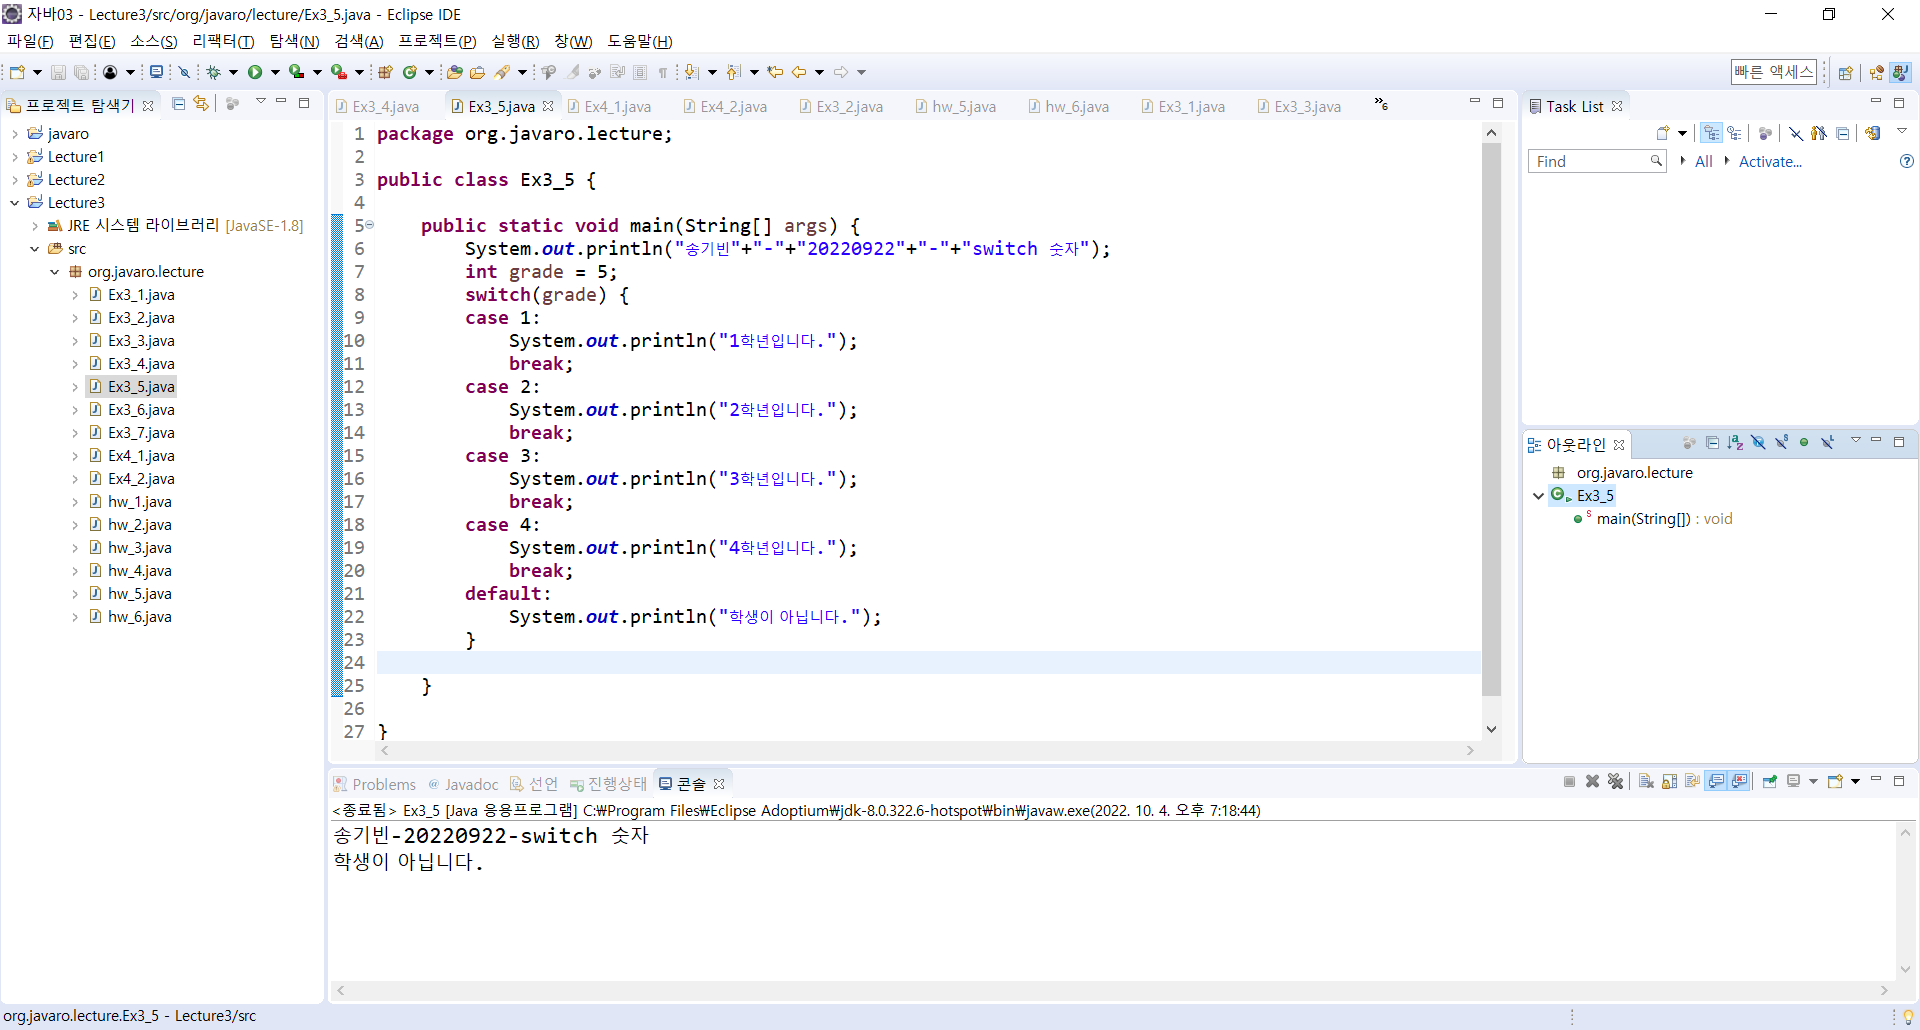 자바03 - Lecture3/src/org/javaro/lecture/Ex3_5.java - Eclipse IDE
파일(F) 편집(E) 소스(S) 리팩터(T) 탐색(N) 검색(A) 프로젝트(P) 실행(R) 창(W) 도움말(H)
빠른 액세스
프로젝트 탐색기
javaro
Lecture1
Lecture2
Lecture3
JRE 시스템 라이브러리 [JavaSE-1.8]
src
org.javaro.lecture
Ex3_1.java
Ex3_2.java
Ex3_3.java
Ex3_4.java
Ex3_5.java
Ex3_6.java
Ex3_7.java
Ex4_1.java
Ex4_2.java
hw_1.java
hw_2.java
hw_3.java
hw_4.java
hw_5.java
hw_6.java
Ex3_4.java Ex3_5.java Ex4_1.java Ex4_2.java Ex3_2.java hw_5.java hw_6.java Ex3_1.java Ex3_3.java »6
1 package org.javaro.lecture;
2
3 public class Ex3_5 {
4
5 public static void main(String[] args) {
6 System.out.println("송기빈"+"-"+"20220922"+"-"+"switch 숫자");
7 int grade = 5;
8 switch(grade) {
9 case 1:
10 System.out.println("1학년입니다.");
11 break;
12 case 2:
13 System.out.println("2학년입니다.");
14 break;
15 case 3:
16 System.out.println("3학년입니다.");
17 break;
18 case 4:
19 System.out.println("4학년입니다.");
20 break;
21 default:
22 System.out.println("학생이 아닙니다.");
23 }
24
25 }
26
27 }
Task List
Find All Activate...
아웃라인
org.javaro.lecture
Ex3_5
main(String[]) : void
Problems @ Javadoc 선언 진행상태 콘솔
<종료됨> Ex3_5 [Java 응용프로그램] C:₩Program Files₩Eclipse Adoptium₩jdk-8.0.322.6-hotspot₩bin₩javaw.exe(2022. 10. 4. 오후 7:18:44)
송기빈-20220922-switch 숫자
학생이 아닙니다.
org.javaro.lecture.Ex3_5 - Lecture3/src